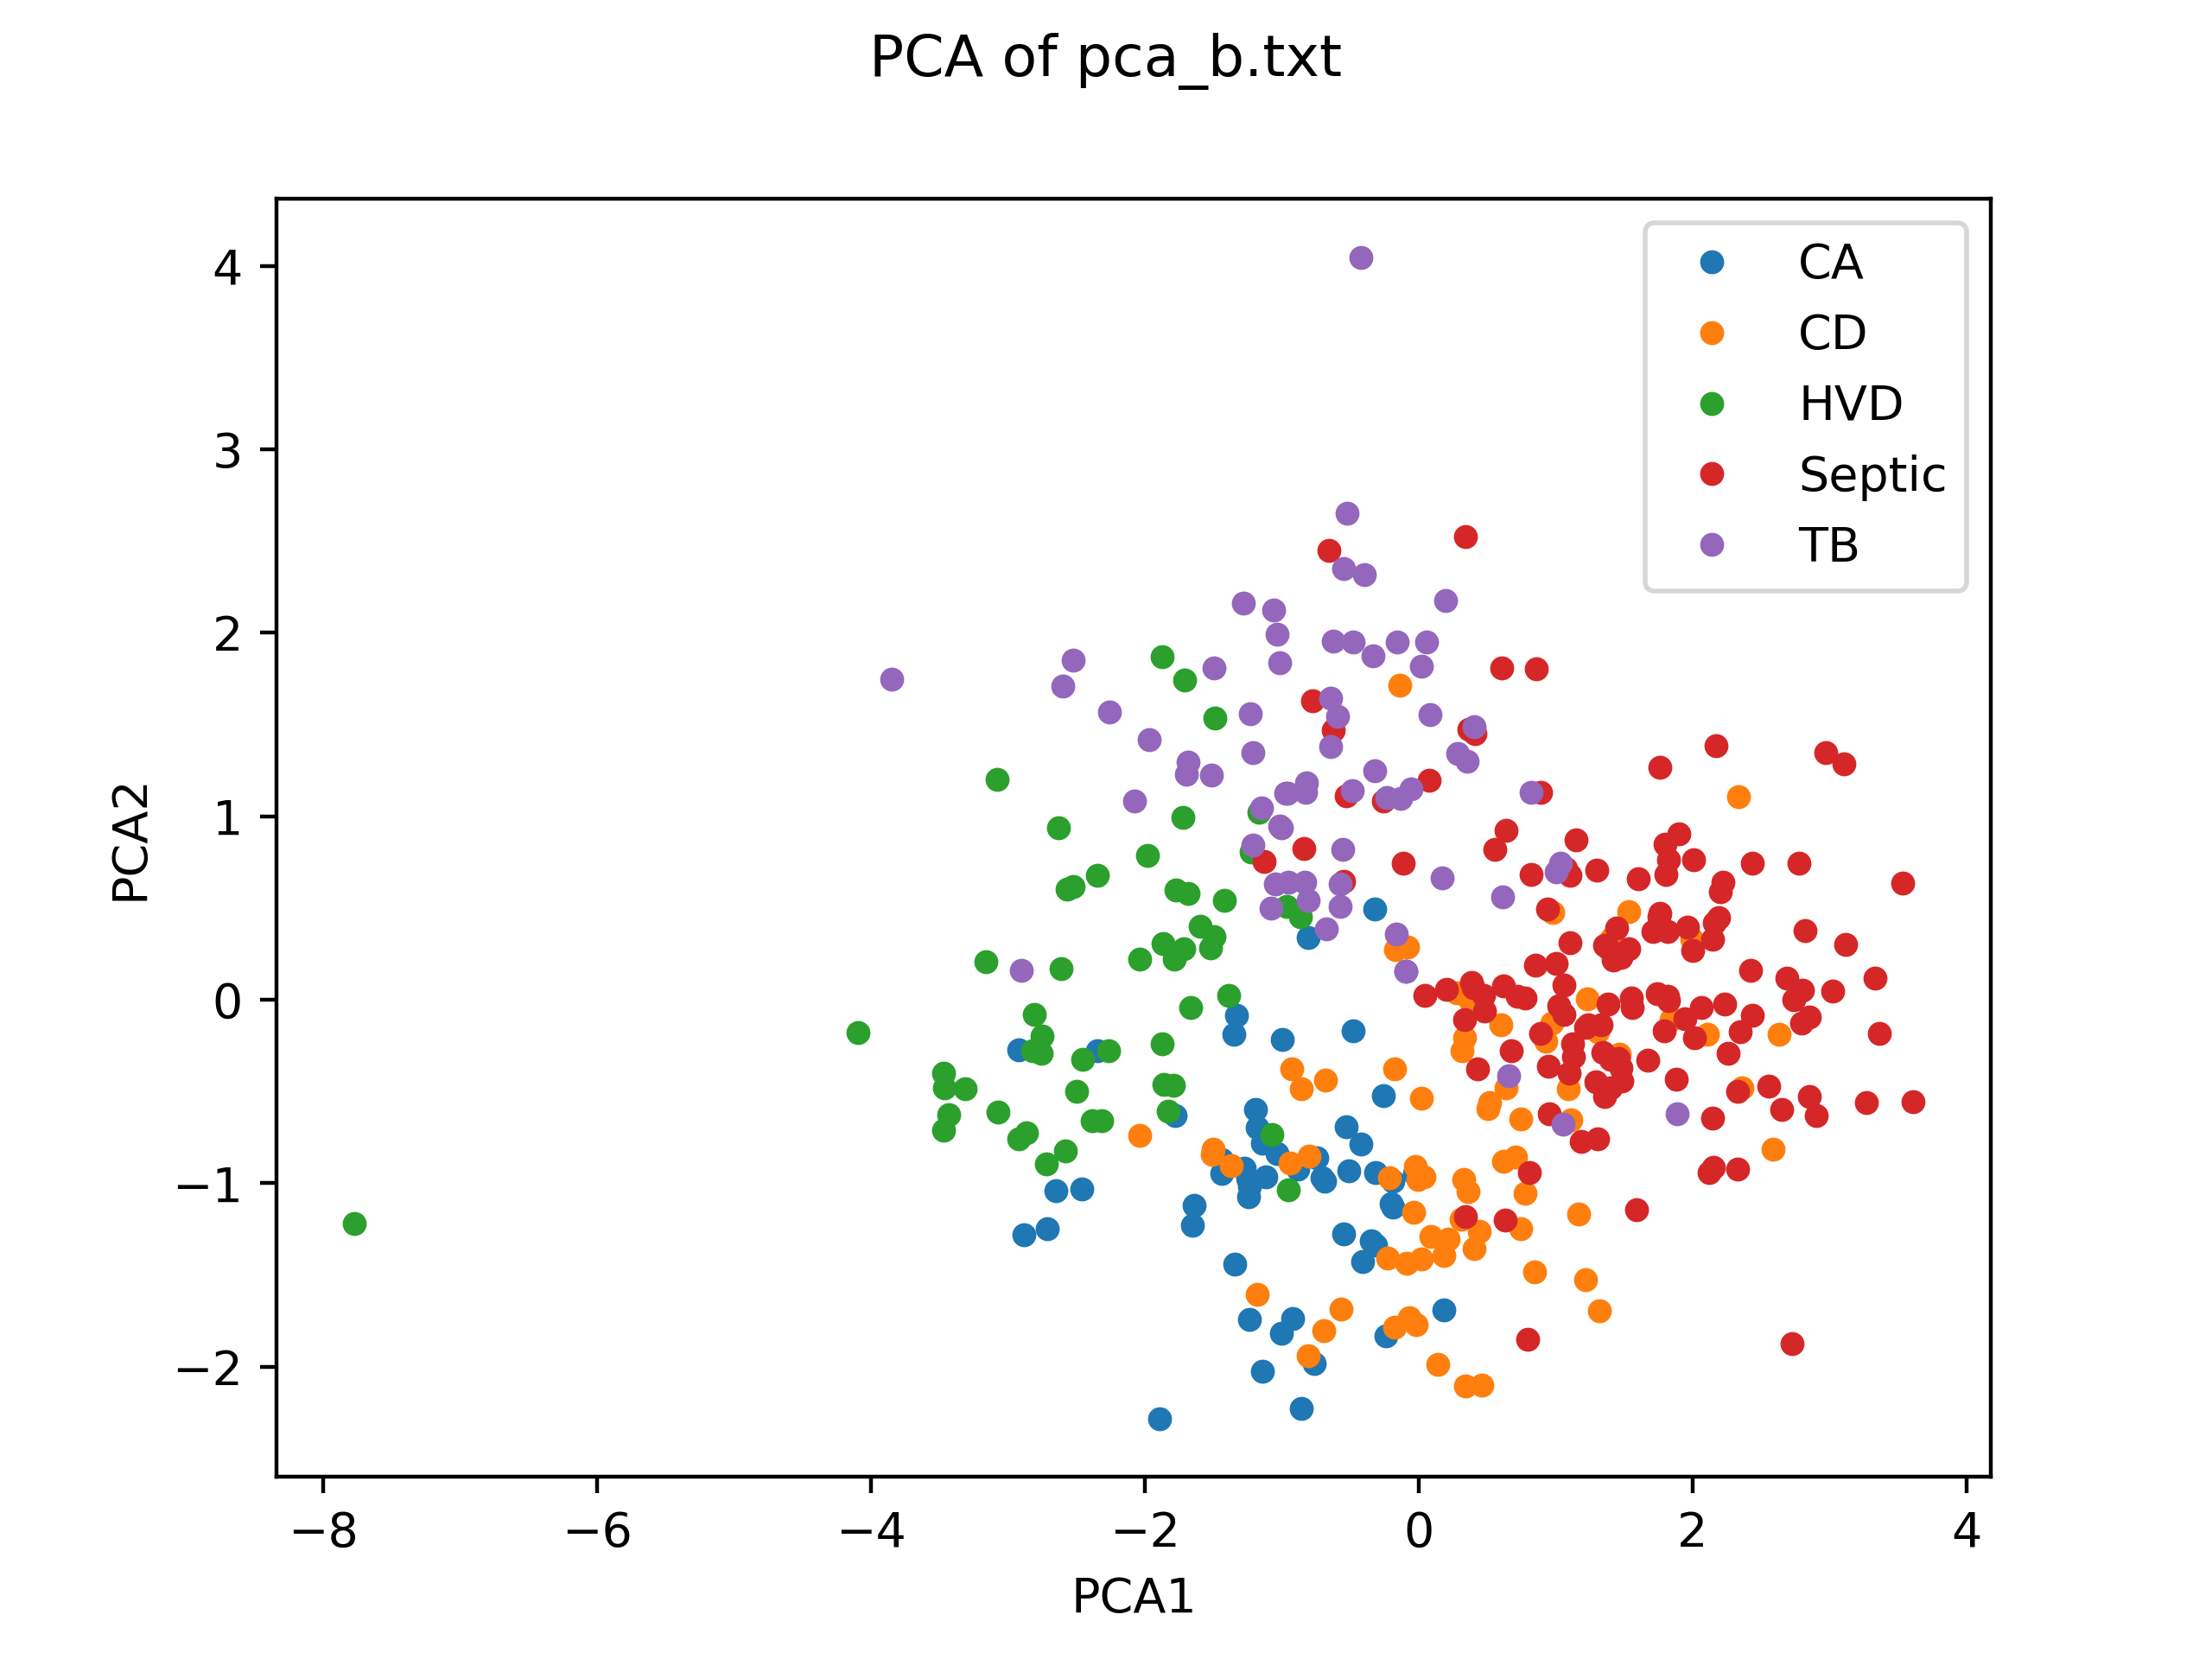 PCA of pca_b.txt
CA
CD
HVD
Septic
TB
4
3
2
1
0
−1
−2
PCA2
−8 −6 −4 −2 0 2 4
PCA1